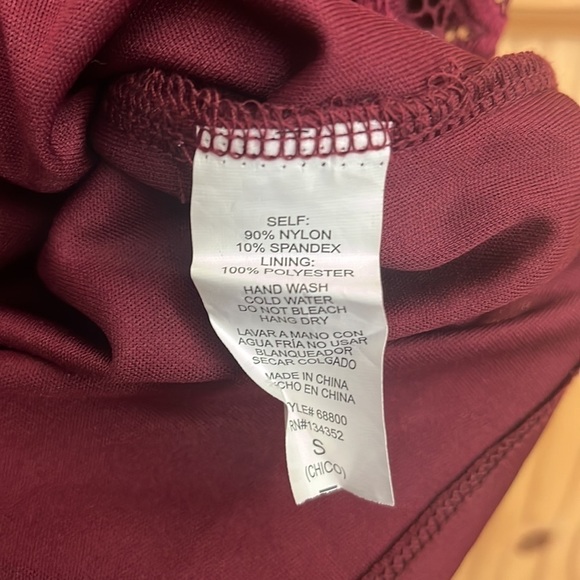 SELF:
90% NYLON
10% SPANDEX
LINING:
100% POLYESTER
HAND WASH
COLD WATER
DO NOT BLEACH
HANG DRY
LAVAR A MANO CON
AGUA FRÍA NO USAR
BLANQUEADOR
SECAR COLGADO
MADE IN CHINA
CHO EN CHINA
YLE# 68800
RN#134352
S
(CHICO)